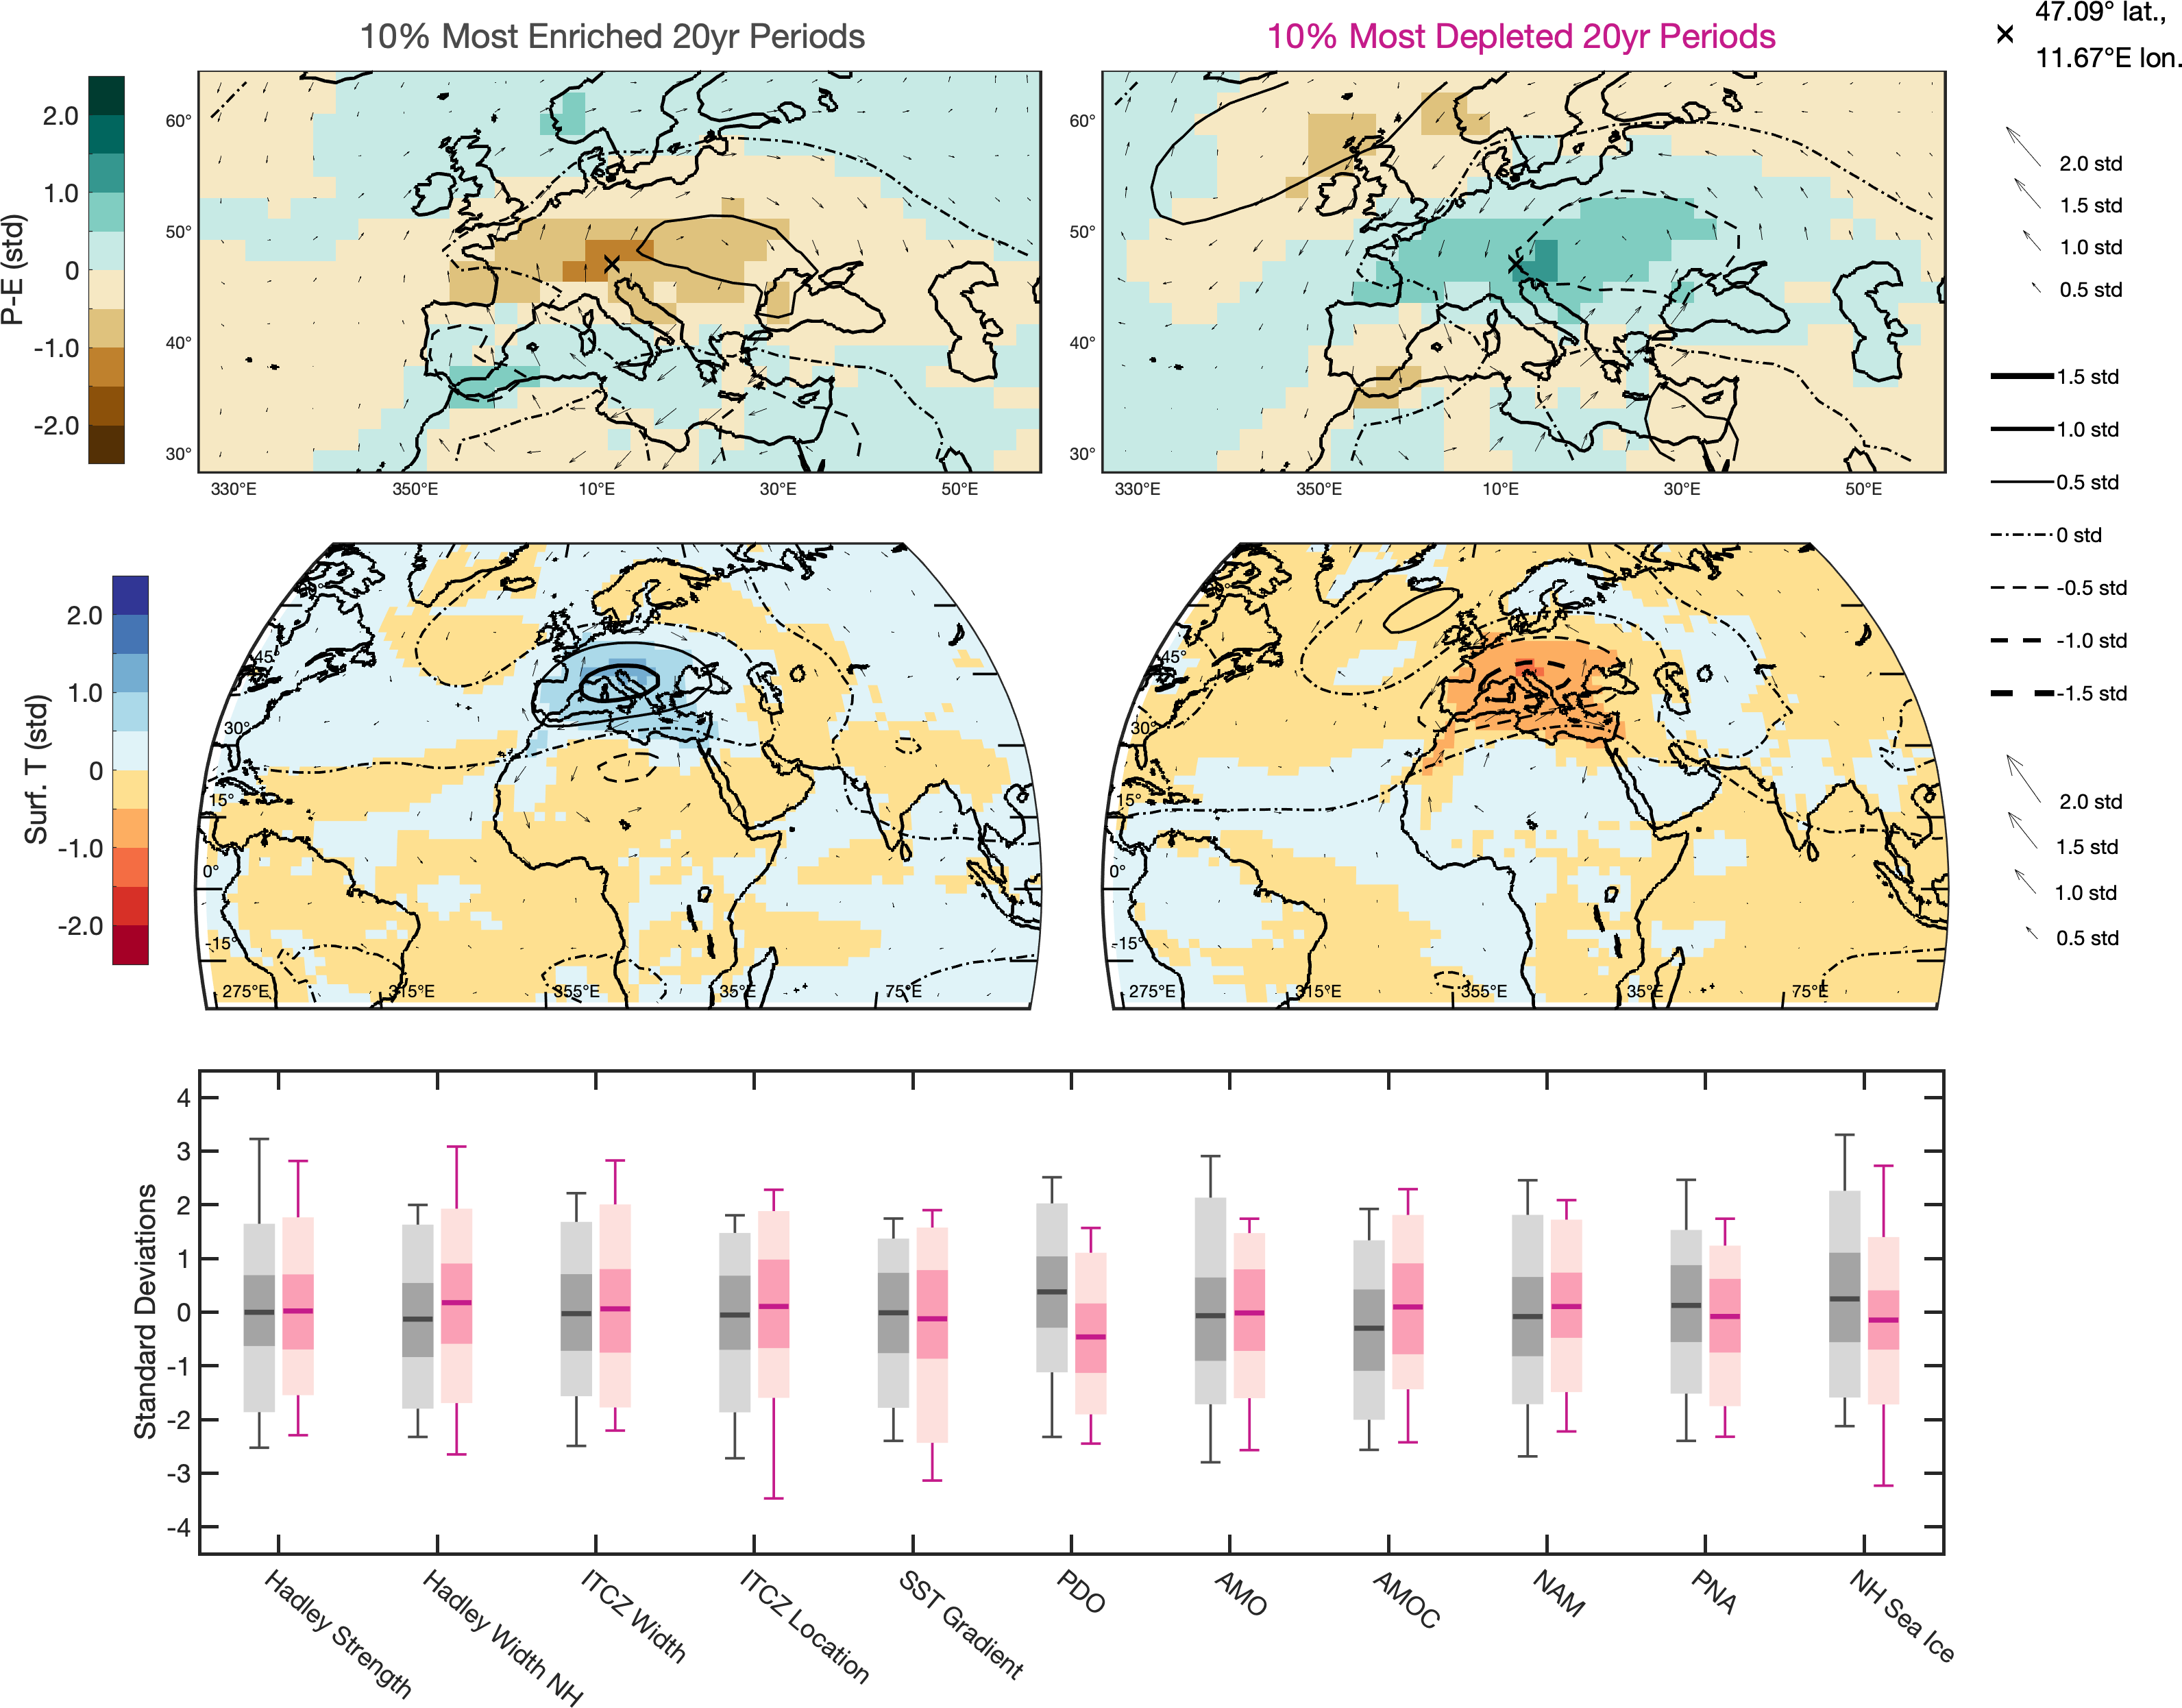 10% Most Enriched 20yr Periods
10% Most Depleted 20yr Periods
47.09° lat.,
11.67°E lon.
P-E (std)
2.0
1.0
0
-1.0
-2.0
60°
50°
40°
30°
330°E 350°E 10°E 30°E 50°E
60°
50°
40°
30°
330°E 350°E 10°E 30°E 50°E
2.0 std
1.5 std
1.0 std
0.5 std
1.5 std
1.0 std
0.5 std
0 std
-0.5 std
-1.0 std
-1.5 std
Surf. T (std)
2.0
1.0
0
-1.0
-2.0
45°
30°
15°
0°
-15°
275°E 315°E 355°E 35°E 75°E
45°
30°
15°
0°
-15°
275°E 315°E 355°E 35°E 75°E
2.0 std
1.5 std
1.0 std
0.5 std
Standard Deviations
4
3
2
1
0
-1
-2
-3
-4
Hadley Strength
Hadley Width NH
ITCZ Width
ITCZ Location
SST Gradient
PDO
AMO
AMOC
NAM
PNA
NH Sea Ice